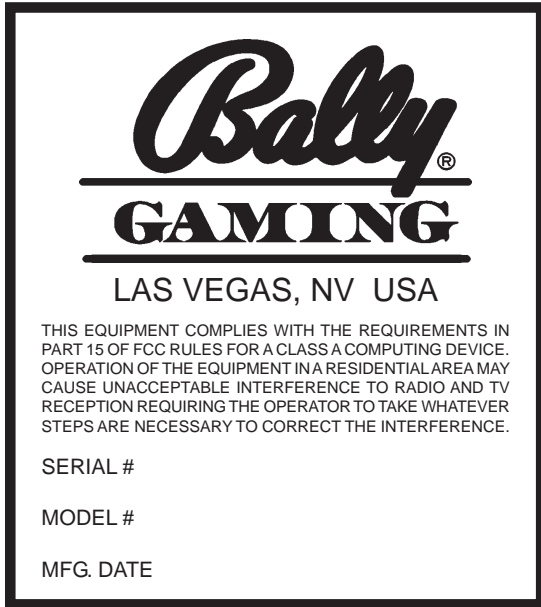 Bally®
GAMING
LAS VEGAS, NV USA
THIS EQUIPMENT COMPLIES WITH THE REQUIREMENTS IN
PART 15 OF FCC RULES FOR A CLASS A COMPUTING DEVICE.
OPERATION OF THE EQUIPMENT IN A RESIDENTIAL AREA MAY
CAUSE UNACCEPTABLE INTERFERENCE TO RADIO AND TV
RECEPTION REQUIRING THE OPERATOR TO TAKE WHATEVER
STEPS ARE NECESSARY TO CORRECT THE INTERFERENCE.
SERIAL #
MODEL #
MFG. DATE